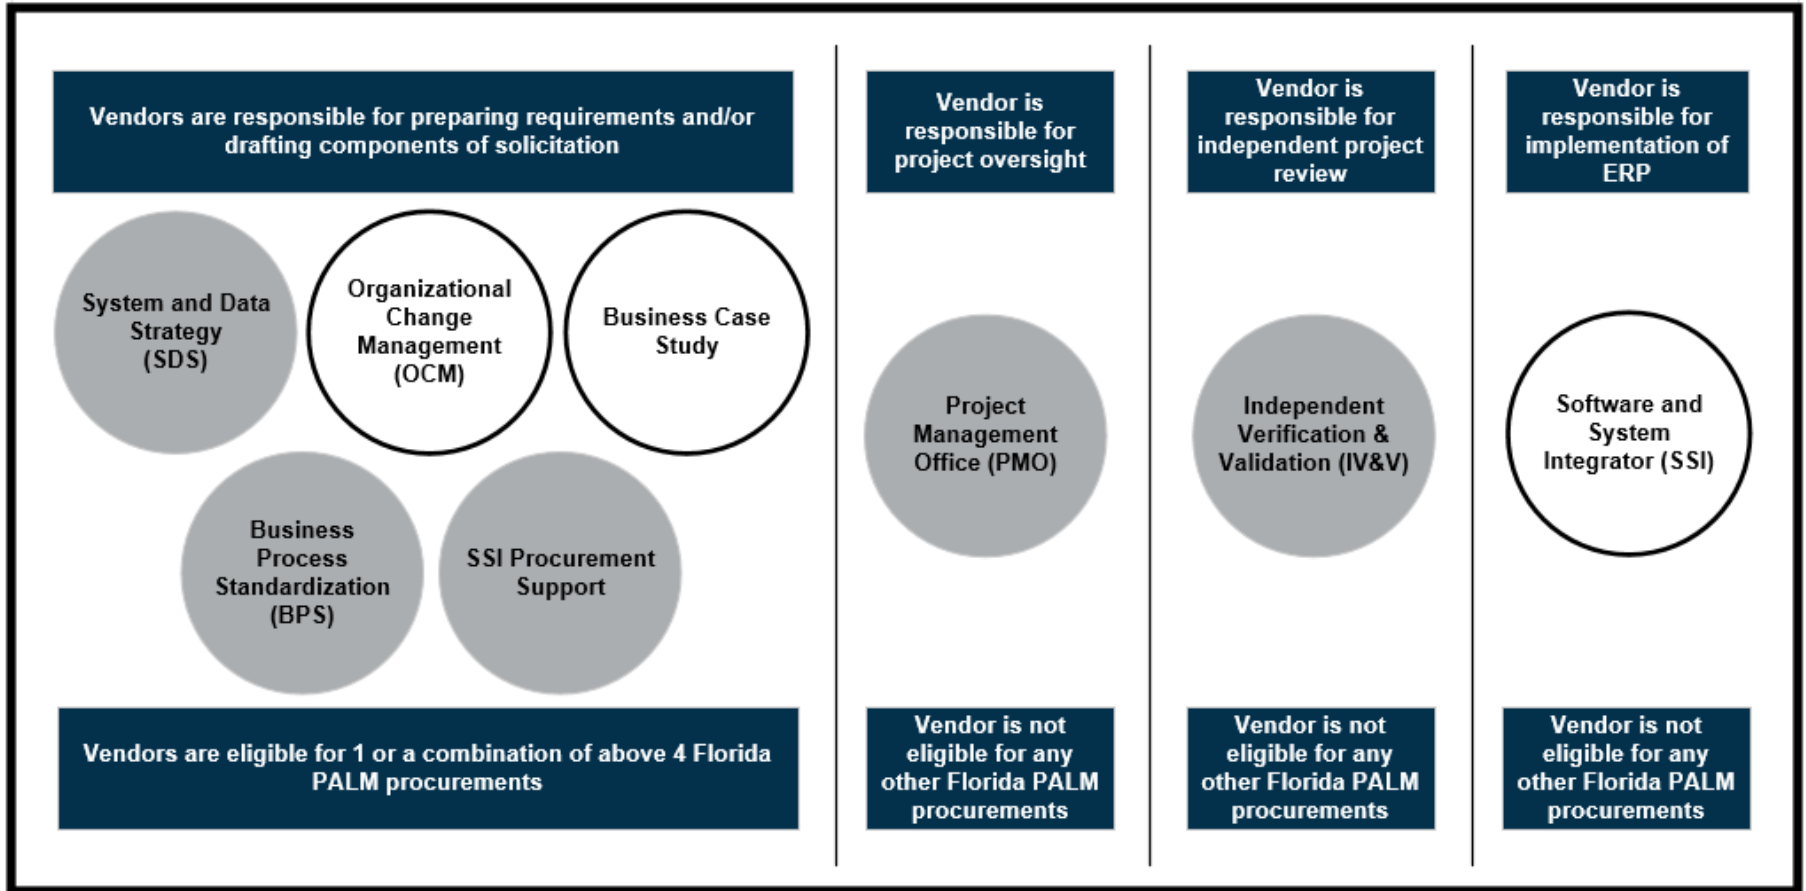 Vendors are responsible for preparing requirements and/or
drafting components of solicitation
System and Data
Strategy
(SDS)
Organizational
Change
Management
(OCM)
Business Case
Study
Business
Process
Standardization
(BPS)
SSI Procurement
Support
Vendors are eligible for 1 or a combination of above 4 Florida
PALM procurements
Vendor is
responsible for
project oversight
Project
Management
Office (PMO)
Vendor is not
eligible for any
other Florida PALM
procurements
Vendor is
responsible for
independent project
review
Independent
Verification &
Validation (IV&V)
Vendor is not
eligible for any
other Florida PALM
procurements
Vendor is
responsible for
implementation of
ERP
Software and
System
Integrator (SSI)
Vendor is not
eligible for any
other Florida PALM
procurements